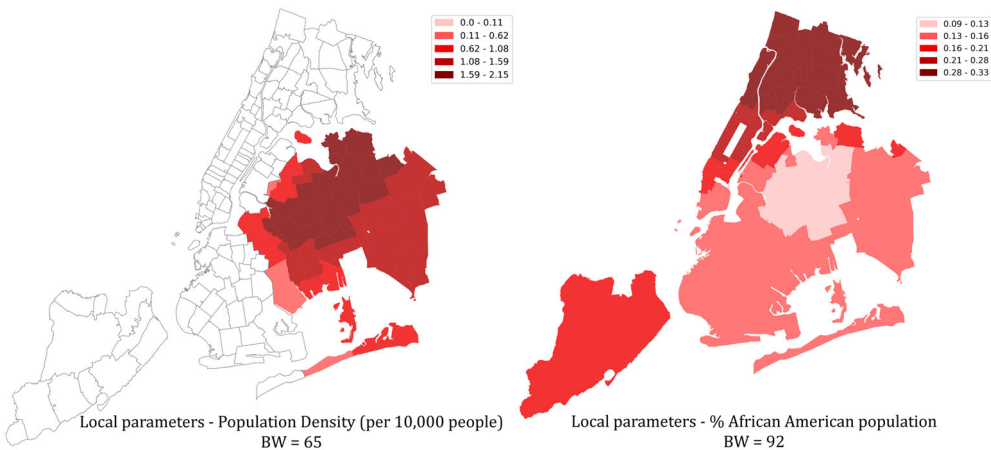 0.0 - 0.11
0.11 - 0.62
0.62 - 1.08
1.08 - 1.59
1.59 - 2.15
0.09 - 0.13
0.13 - 0.16
0.16 - 0.21
0.21 - 0.28
0.28 - 0.33
Local parameters - Population Density (per 10,000 people)
BW = 65
Local parameters - % African American population
BW = 92